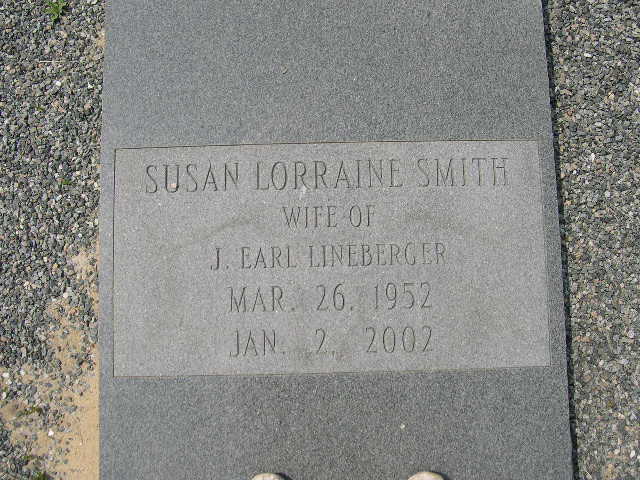 SUSAN LORRAINE SMITH
WIFE OF
J. EARL LINEBERGER
MAR. 26, 1952
JAN. 2, 2002